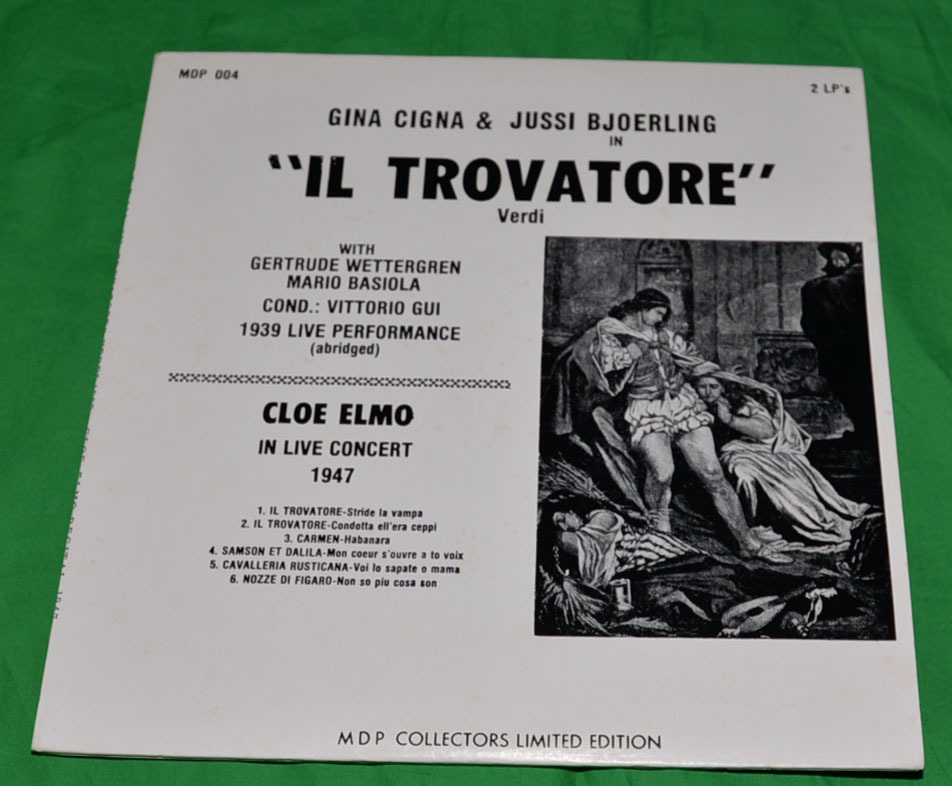 MDP 004
2 LP's
GINA CIGNA & JUSSI BJOERLING
IN
"IL TROVATORE"
Verdi
WITH
GERTRUDE WETTERGREN
MARIO BASIOLA
COND.: VITTORIO GUI
1939 LIVE PERFORMANCE
(abridged)
CLOE ELMO
IN LIVE CONCERT
1947
1. IL TROVATORE-Stride la vampa
2. IL TROVATORE-Condotta ell'era ceppi
3. CARMEN-Habanara
4. SAMSON ET DALILA-Mon coeur s'ouvre a to voix
5. CAVALLERIA RUSTICANA-Voi lo sapate o mama
6. NOZZE DI FIGARO-Non so piu cosa son
MDP COLLECTORS LIMITED EDITION